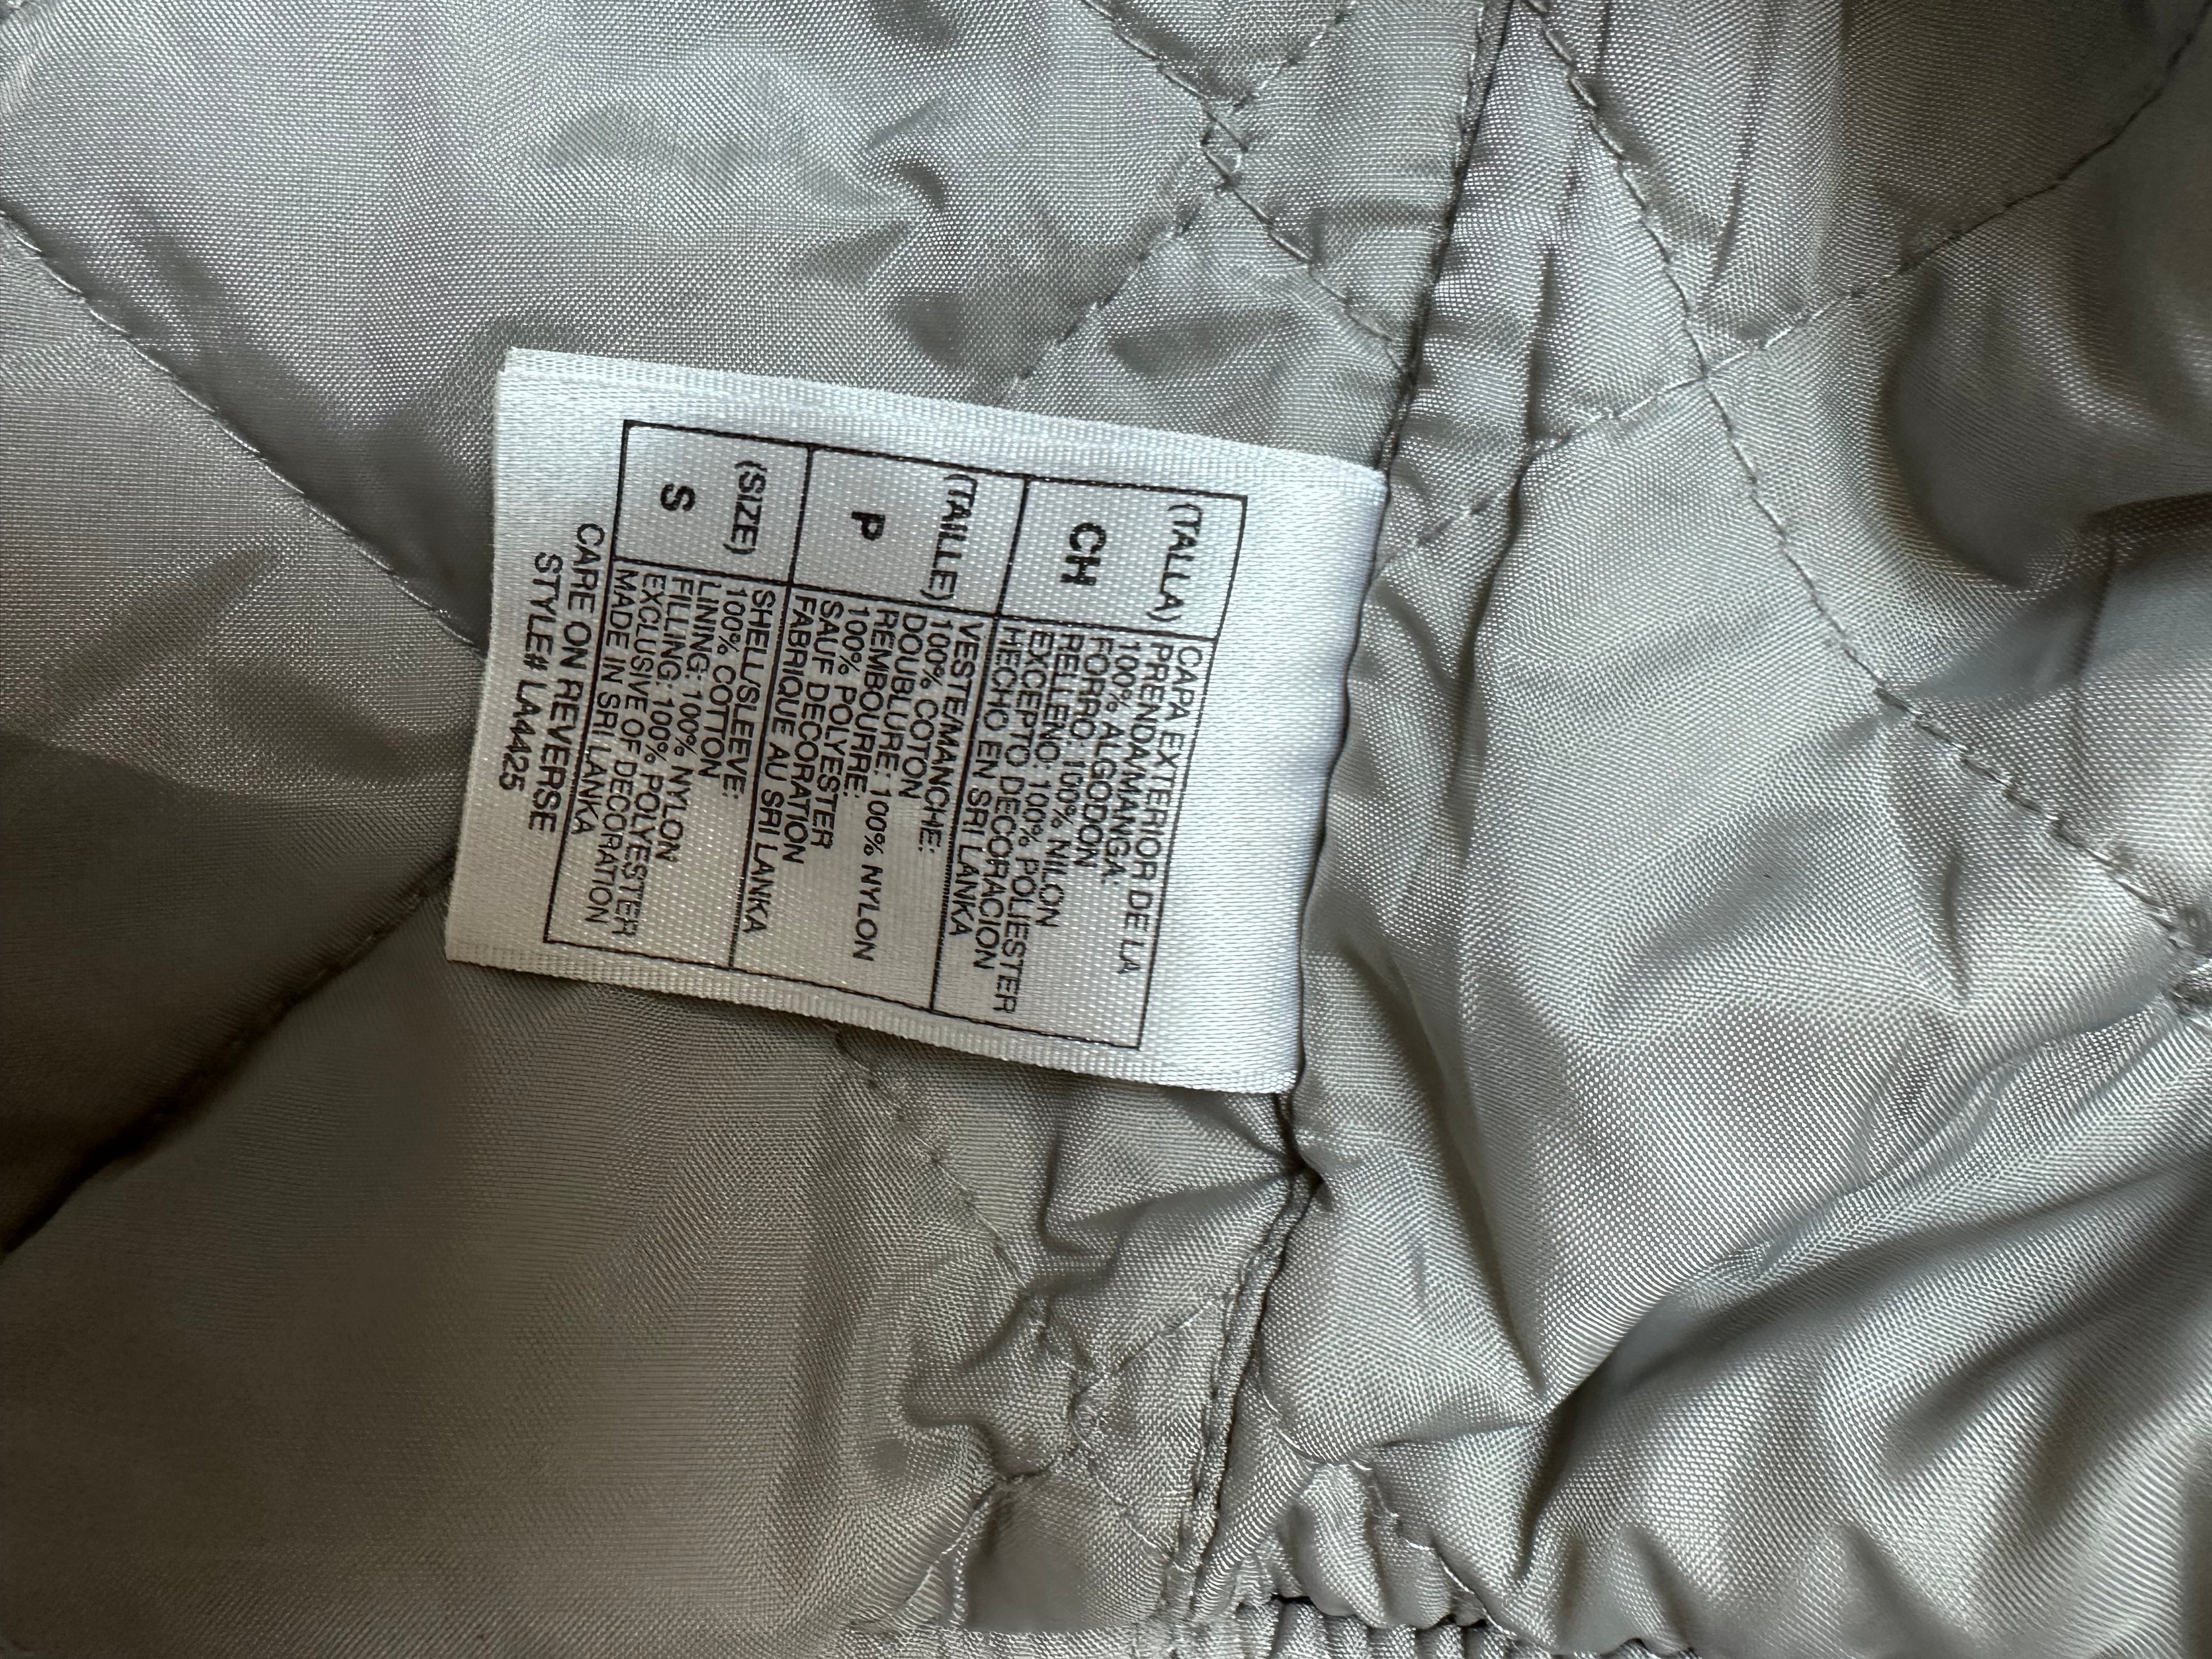 (TALLA)
CH
CAPA EXTERIOR DE LA
PRENDA/MANGA:
100% ALGODON
FORRO: 100% NILON
RELLENO: 100% POLIESTER
EXCEPTO DECORACION
HECHO EN SRI LANKA
(TAILLE)
P
VESTE/MANCHE:
100% COTON
DOUBLURE: 100% NYLON
REMBOURRE:
100% POLYESTER
SAUF DECORATION
FABRIQUE AU SRI LANKA
(SIZE)
S
SHELL/SLEEVE:
100% COTTON
LINING: 100% NYLON
FILLING: 100% POLYESTER
EXCLUSIVE OF DECORATION
MADE IN SRI LANKA
CARE ON REVERSE
STYLE# LA4425